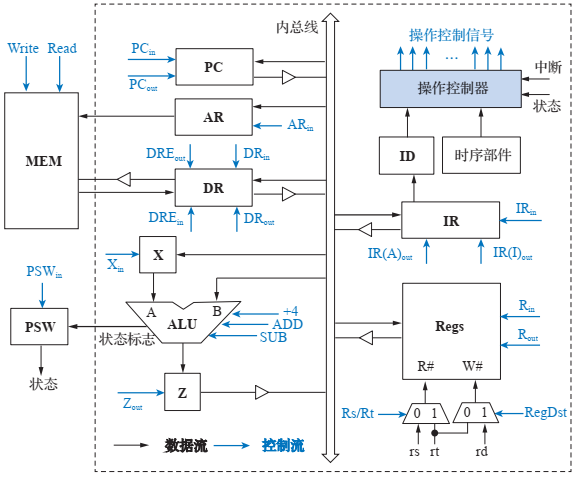 内总线
操作控制信号
Write Read
PCin
PC
PCout
...
中断
操作控制器
状态
AR
ARin
MEM
DREout
DRin
ID
时序部件
DR
DREin
DRout
IR
IRin
IR(A)out
IR(I)out
X
Xin
PSWin
A
B
ALU
+4
ADD
SUB
PSW
状态标志
状态
Regs
Rin
Rout
R#
W#
Z
Zout
Rs/Rt
0 1
0 1
RegDst
rs
rt
rd
数据流
控制流